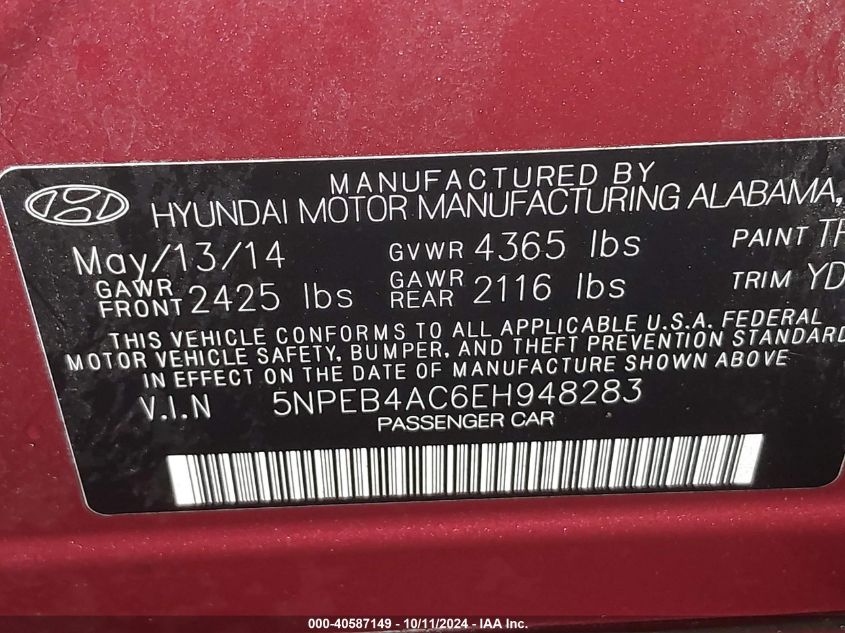 MANUFACTURED BY
HYUNDAI MOTOR MANUFACTURING ALABAMA,
May/13/14 GVWR 4365 lbs PAINT
GAWR FRONT 2425 lbs GAWR REAR 2116 lbs TRIM YD
THIS VEHICLE CONFORMS TO ALL APPLICABLE U.S.A. FEDERAL
MOTOR VEHICLE SAFETY, BUMPER, AND THEFT PREVENTION STANDARD
IN EFFECT ON THE DATE OF MANUFACTURE SHOWN ABOVE
V.I.N 5NPEB4AC6EH948283
PASSENGER CAR
000-40587149 - 10/11/2024 - IAA Inc.